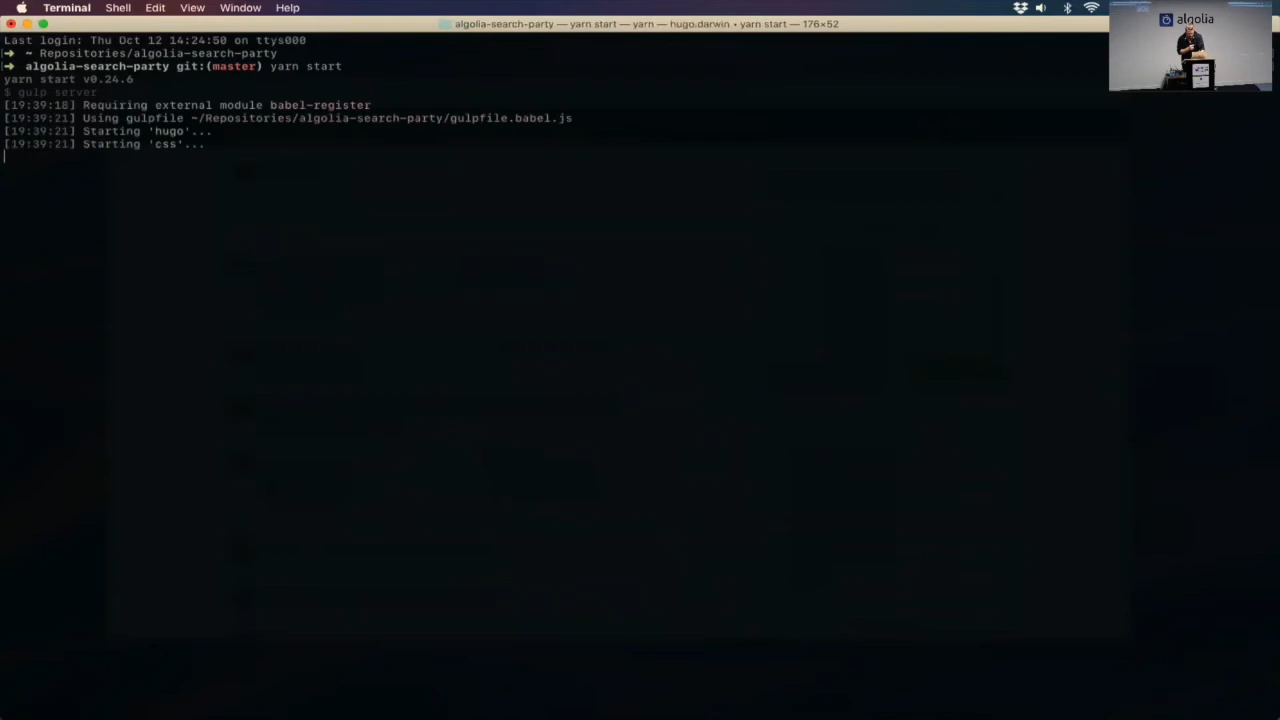 Terminal Shell Edit View Window Help
algolia-search-party — yarn start — yarn — hugo.darwin • yarn start — 176×52
algolia
Last login: Thu Oct 12 14:24:50 on ttys000
➜ ~ Repositories/algolia-search-party
➜ algolia-search-party git:(master) yarn start
yarn start v0.24.6
$ gulp server
[19:39:18] Requiring external module babel-register
[19:39:21] Using gulpfile ~/Repositories/algolia-search-party/gulpfile.babel.js
[19:39:21] Starting 'hugo'...
[19:39:21] Starting 'css'...